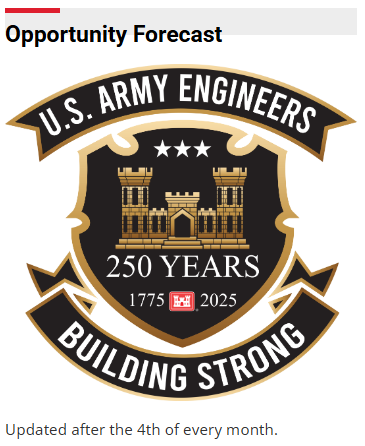 Opportunity Forecast
U.S. ARMY ENGINEERS
250 YEARS
1775 2025
BUILDING STRONG
Updated after the 4th of every month.